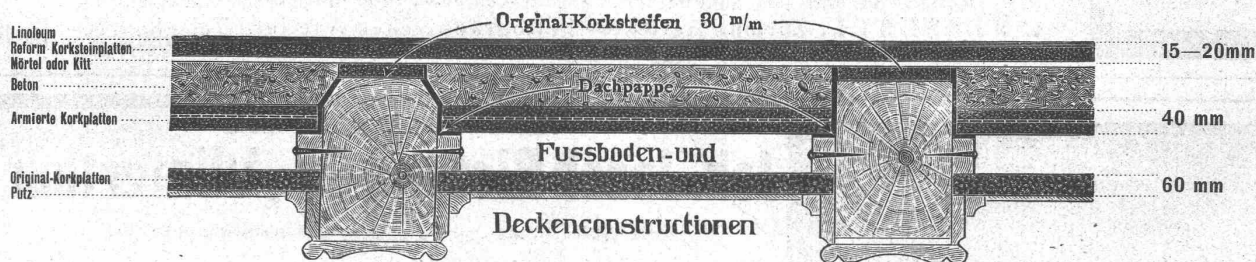 Original-Korkstreifen 30 m/m
Linoleum
Reform Korksteinplatten
Mörtel oder Kitt
Beton
Armierte Korkplatten
Original-Korkplatten
Putz
15—20mm
Dachpappe
40 mm
Fussboden-und
60 mm
Deckenconstructionen